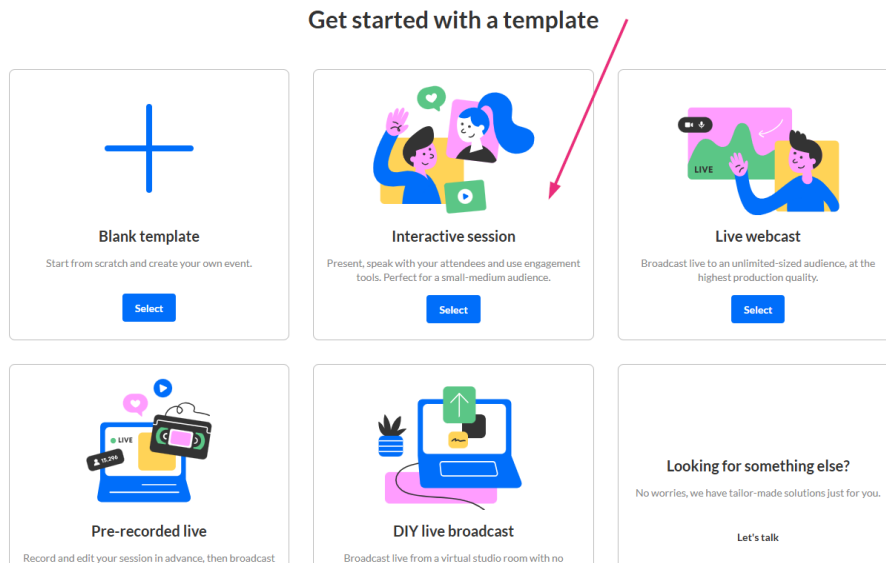 Get started with a template
Blank template
Start from scratch and create your own event.
Select
Interactive session
Present, speak with your attendees and use engagement
tools. Perfect for a small-medium audience.
Select
LIVE
Live webcast
Broadcast live to an unlimited-sized audience, at the
highest production quality.
Select
LIVE
15,296
Pre-recorded live
Record and edit your session in advance, then broadcast
DIY live broadcast
Broadcast live from a virtual studio room with no
Looking for something else?
No worries, we have tailor-made solutions just for you.
Let's talk